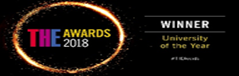 THE AWARDS
2018
WINNER
University
of the Year
#THEAwards